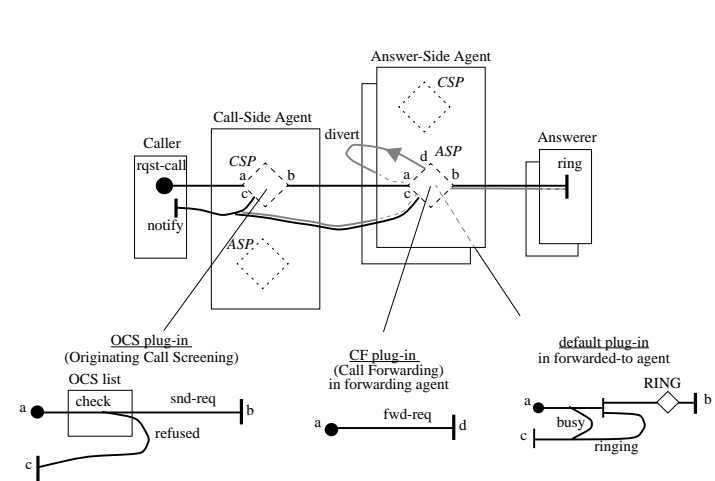 Answer-Side Agent
CSP
Call-Side Agent
divert
Caller
Answerer
rqst-call
CSP
d
ASP
ring
a
b
a
b
c
c
notify
ASP
OCS plug-in
(Originating Call Screening)
CF plug-in
(Call Forwarding)
in forwarding agent
default plug-in
in forwarded-to agent
OCS list
check
snd-req
a
b
refused
c
fwd-req
a
d
RING
a
b
busy
c
ringing